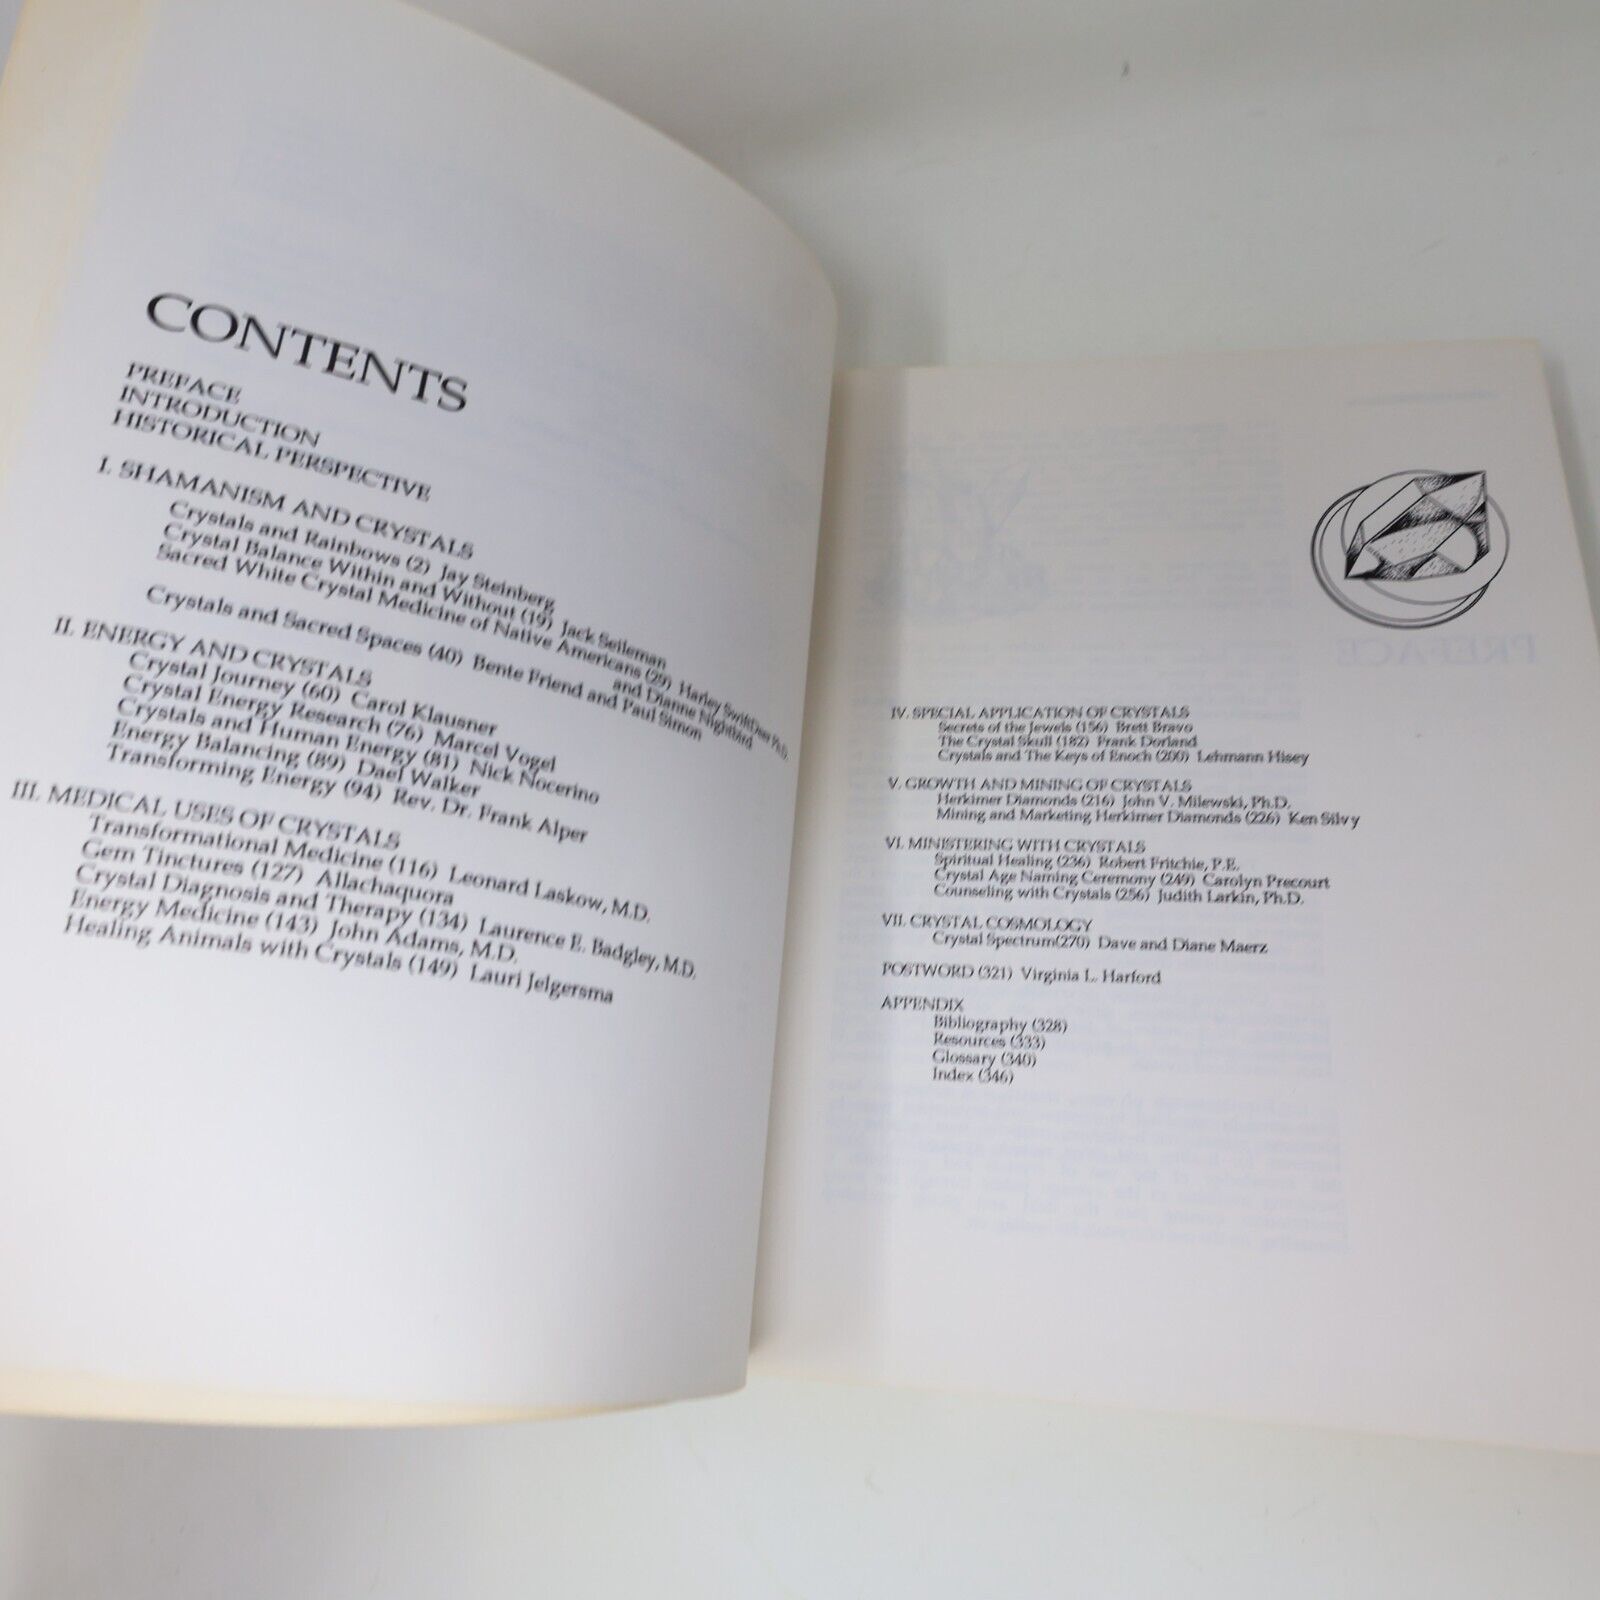 CONTENTS
PREFACE
INTRODUCTION
HISTORICAL PERSPECTIVE
I. SHAMANISM AND CRYSTALS
Crystals and Rainbows (2) Jay Steinberg
Crystal Balance Within and Without (19) Jack Seileman
Sacred White Crystal Medicine of Native Americans (29) Harley SwiftDeer Ph.D.
and Dianne Nightbird
Crystals and Sacred Spaces (40) Bente Friend and Paul Simon
II. ENERGY AND CRYSTALS
Crystal Journey (60) Carol Klausner
Crystal Energy Research (76) Marcel Vogel
Crystals and Human Energy (81) Nick Nocerino
Energy Balancing (89) Dael Walker
Transforming Energy (94) Rev. Dr. Frank Alper
III. MEDICAL USES OF CRYSTALS
Transformational Medicine (116) Leonard Laskow, M.D.
Gem Tinctures (127) Allachaquora
Crystal Diagnosis and Therapy (134) Laurence E. Badgley, M.D.
Energy Medicine (143) John Adams, M.D.
Healing Animals with Crystals (149) Lauri Jelgersma
IV. SPECIAL APPLICATION OF CRYSTALS
Secrets of the Jewels (156) Brett Bravo
The Crystal Skull (182) Frank Dorland
Crystals and The Keys of Enoch (200) Lehmann Hisey
V. GROWTH AND MINING OF CRYSTALS
Herkimer Diamonds (216) John V. Milewski, Ph.D.
Mining and Marketing Herkimer Diamonds (226) Ken Silvy
VI. MINISTERING WITH CRYSTALS
Spiritual Healing (236) Robert Fritchie, P.E.
Crystal Age Naming Ceremony (249) Carolyn Precourt
Counseling with Crystals (256) Judith Larkin, Ph.D.
VII. CRYSTAL COSMOLOGY
Crystal Spectrum(270) Dave and Diane Maerz
POSTWORD (321) Virginia L. Harford
APPENDIX
Bibliography (328)
Resources (333)
Glossary (340)
Index (346)
PREFACE